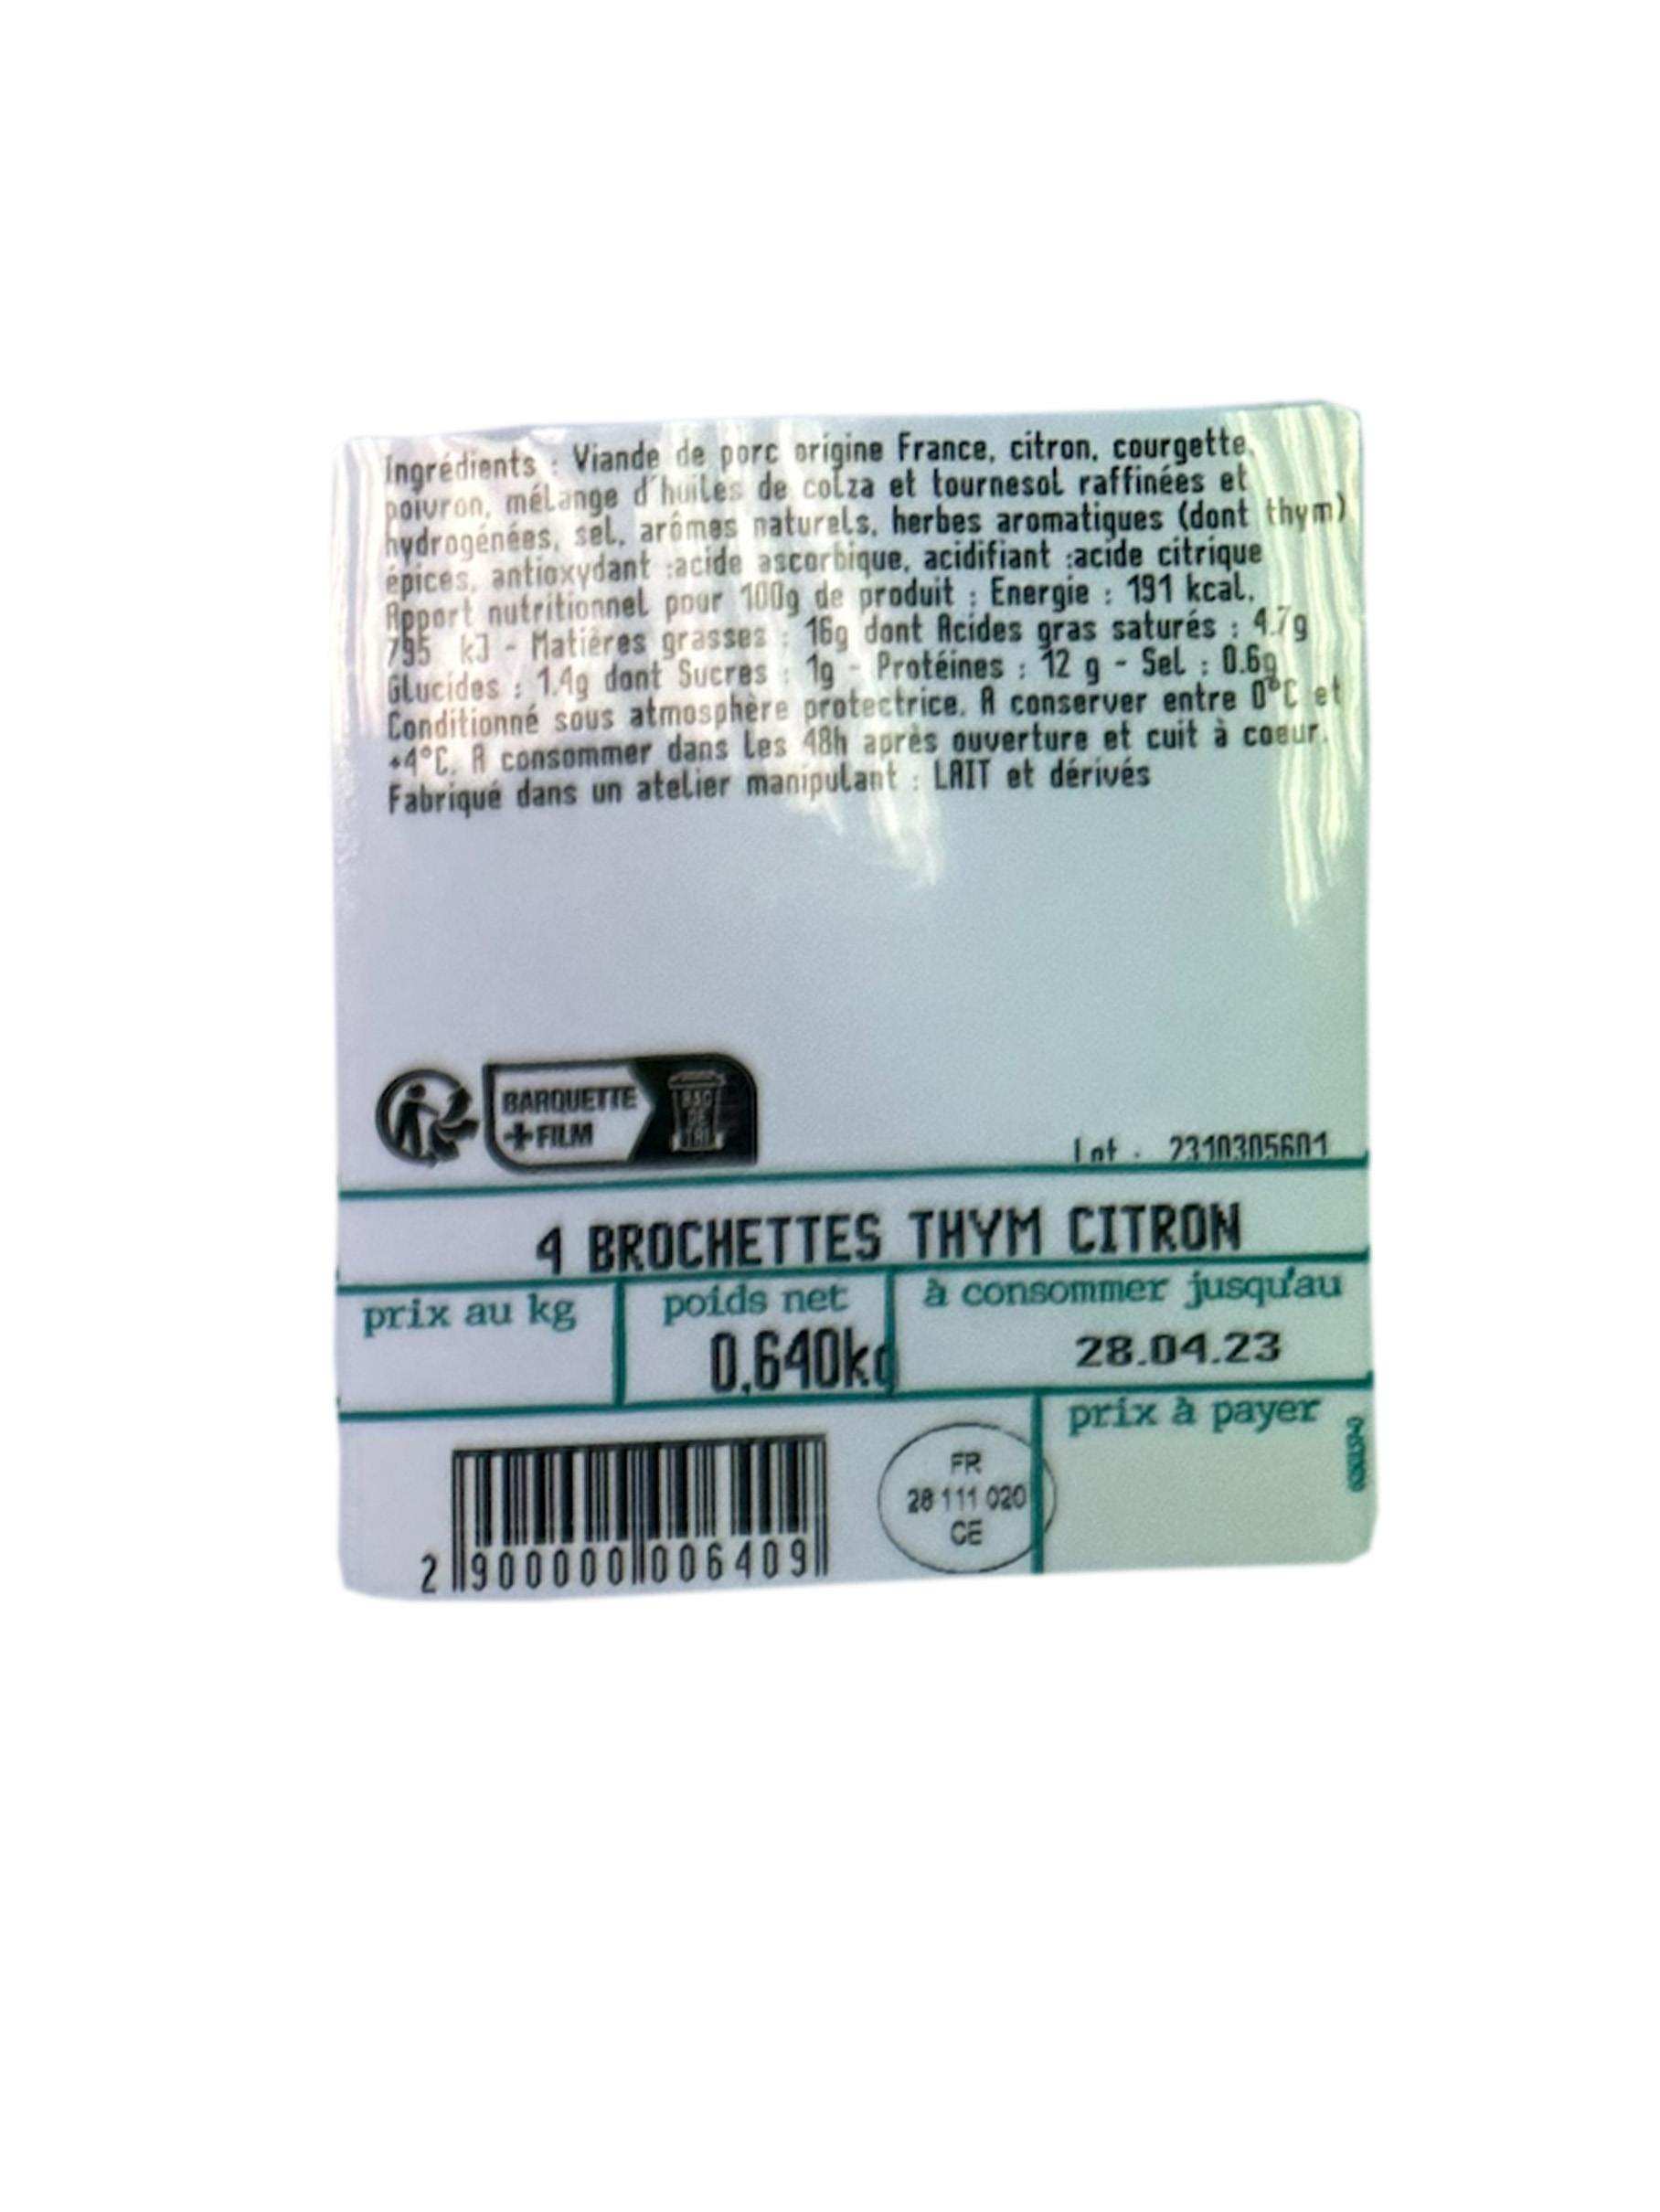 Ingrédients : Viande de porc origine France, citron, courgette,
poivron, mélange d'huiles de colza et tournesol raffinées et
hydrogénées, sel, arômes naturels, herbes aromatiques (dont thym)
épices, antioxydant :acide ascorbique, acidifiant :acide citrique
Apport nutritionnel pour 100g de produit : Energie : 191 kcal,
795 kJ - Matières grasses : 16g dont Acides gras saturés : 4.7g
Glucides : 1.4g dont Sucres : 1g - Protéines : 12 g - Sel : 0.6g
Conditionné sous atmosphère protectrice. A conserver entre 0°C et
+4°C. A consommer dans les 48h après ouverture et cuit à coeur.
Fabriqué dans un atelier manipulant : LAIT et dérivés
BARQUETTE
+ FILM
BAC
DE
TRI
Lot : 2310305601
4 BROCHETTES THYM CITRON
prix au kg
poids net
0,640kg
à consommer jusqu'au
28.04.23
prix à payer
FR
28 111 020
CE
2 900000 006409